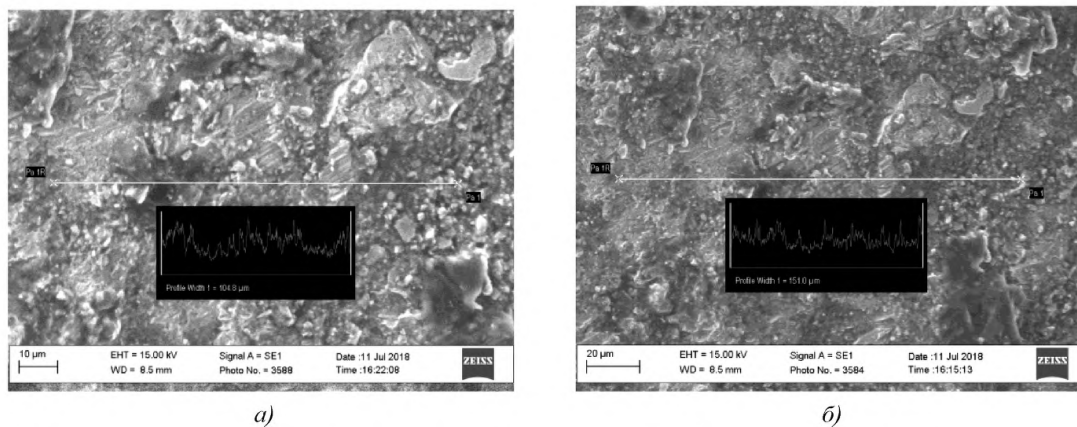 Pa 1R
Pa 1
Profile Width 1 = 104.8 µm
10 µm
EHT = 15.00 kV
Signal A = SE1
Date :11 Jul 2018
ZEISS
WD = 8.5 mm
Photo No. = 3588
Time :16:22:08
а)
Pa 1R
Pa 1
Profile Width 1 = 151.0 µm
20 µm
EHT = 15.00 kV
Signal A = SE1
Date :11 Jul 2018
ZEISS
WD = 8.5 mm
Photo No. = 3584
Time :16:15:13
б)